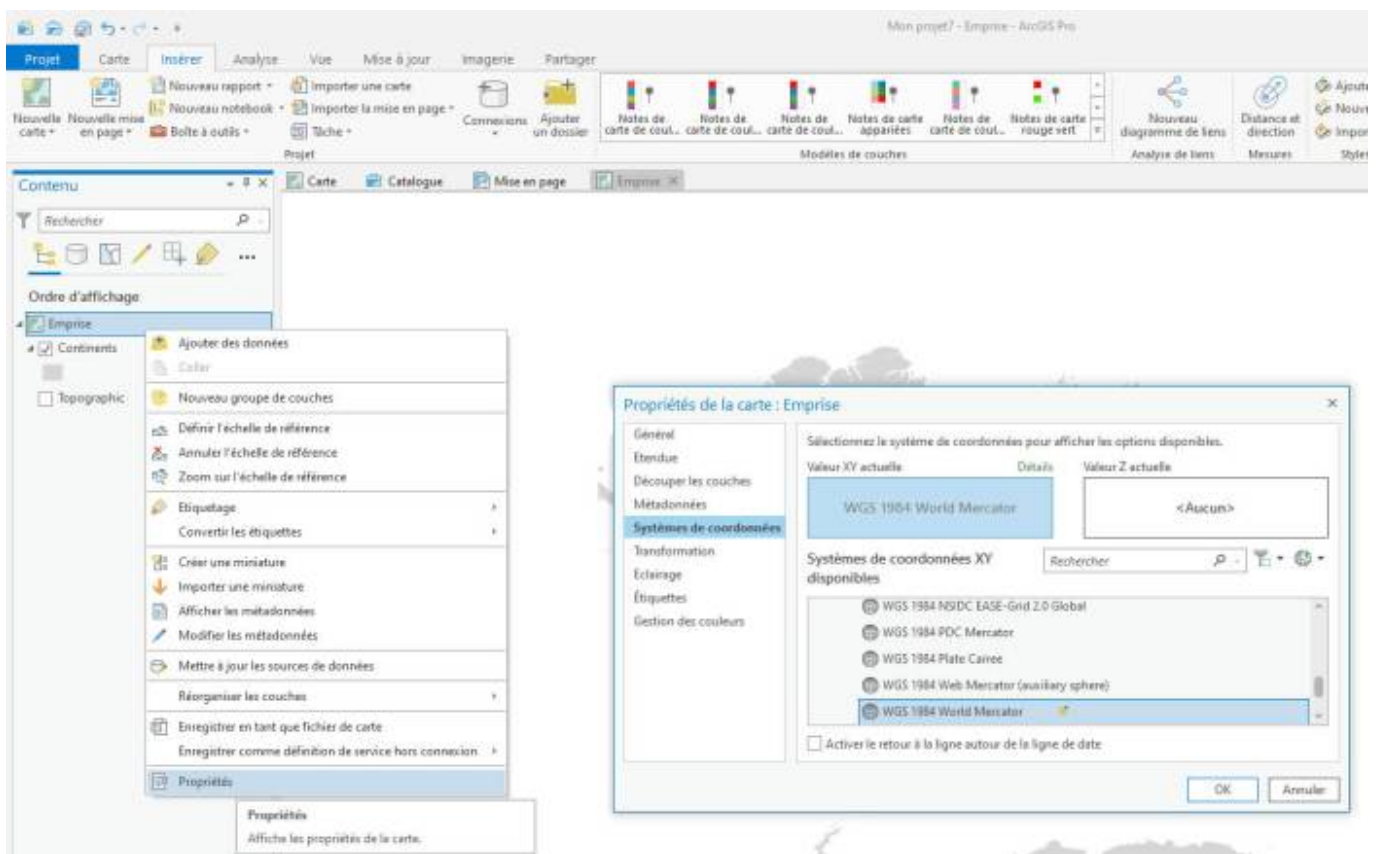 Mon projet7 - Emprise - ArcGIS Pro
Projet Carte Insérer Analyse Vue Mise à jour Imagerie Partager
Nouvelle carte
Nouvelle mise en page
Nouveau rapport
Nouveau notebook
Boîte à outils
Importer une carte
Importer la mise en page
Tâche
Connexions
Ajouter un dossier
Projet
Notes de carte de coul...
Notes de carte de coul...
Notes de carte de coul...
Notes de carte appariées
Notes de carte de coul...
Notes de carte rouge vert
Modèles de couches
Nouveau diagramme de liens
Analyse de liens
Distance et direction
Mesures
Ajoute
Nouv
Impor
Styles
Contenu
Rechercher
Ordre d'affichage
Emprise
Continents
Topographic
Carte Catalogue Mise en page Emprise
Ajouter des données
Coller
Nouveau groupe de couches
Définir l'échelle de référence
Annuler l'échelle de référence
Zoom sur l'échelle de référence
Etiquetage
Convertir les étiquettes
Créer une miniature
Importer une miniature
Afficher les métadonnées
Modifier les métadonnées
Mettre à jour les sources de données
Réorganiser les couches
Enregistrer en tant que fichier de carte
Enregistrer comme définition de service hors connexion
Propriétés
Propriétés
Affiche les propriétés de la carte.
Propriétés de la carte : Emprise
Général
Etendue
Découper les couches
Métadonnées
Systèmes de coordonnées
Transformation
Eclairage
Étiquettes
Gestion des couleurs
Sélectionnez le système de coordonnées pour afficher les options disponibles.
Valeur XY actuelle Détails Valeur Z actuelle
WGS 1984 World Mercator <Aucun>
Systèmes de coordonnées XY disponibles
Rechercher
WGS 1984 NSIDC EASE-Grid 2.0 Global
WGS 1984 PDC Mercator
WGS 1984 Plate Carree
WGS 1984 Web Mercator (auxiliary sphere)
WGS 1984 World Mercator
Activer le retour à la ligne autour de la ligne de date
OK Annuler